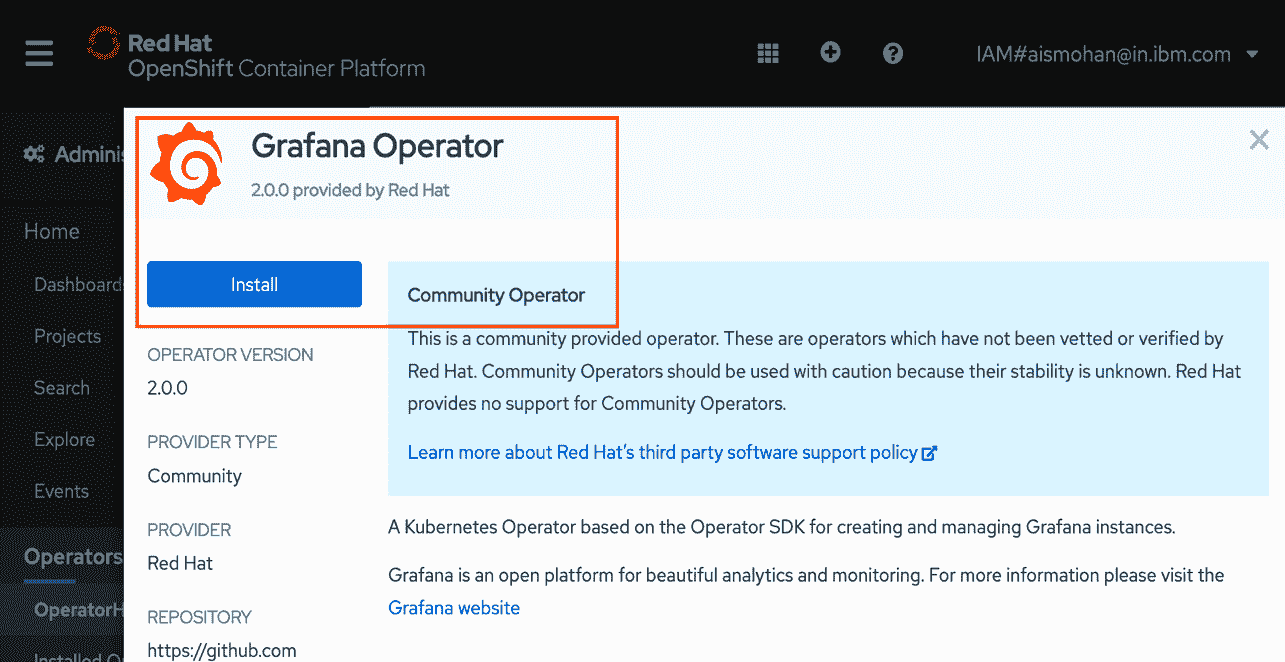 Red Hat
OpenShift Container Platform
IAM#aismohan@in.ibm.com
Grafana Operator
2.0.0 provided by Red Hat
Home
Projects
Search
Explore
Events
Operators
Install
OPERATOR VERSION
2.0.0
PROVIDER TYPE
Community
PROVIDER
Red Hat
REPOSITORY
https://github.com
Community Operator
This is a community provided operator. These are operators which have not been vetted or verified by
Red Hat. Community Operators should be used with caution because their stability is unknown. Red Hat
provides no support for Community Operators.
Learn more about Red Hat's third party software support policy
A Kubernetes Operator based on the Operator SDK for creating and managing Grafana instances.
Grafana is an open platform for beautiful analytics and monitoring. For more information please visit the
Grafana website